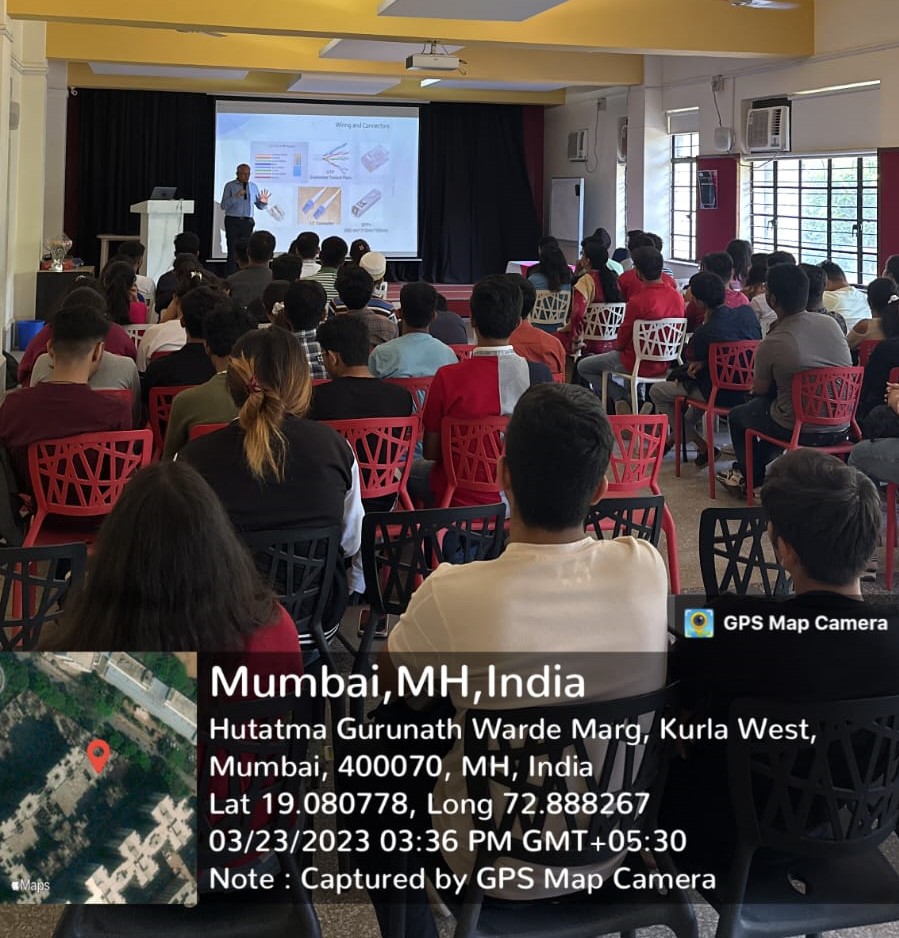 Wiring and Connectors
UTP
GPS Map Camera
Mumbai,MH,India
Hutatma Gurunath Warde Marg, Kurla West,
Mumbai, 400070, MH, India
Lat 19.080778, Long 72.888267
03/23/2023 03:36 PM GMT+05:30
Note : Captured by GPS Map Camera
Maps